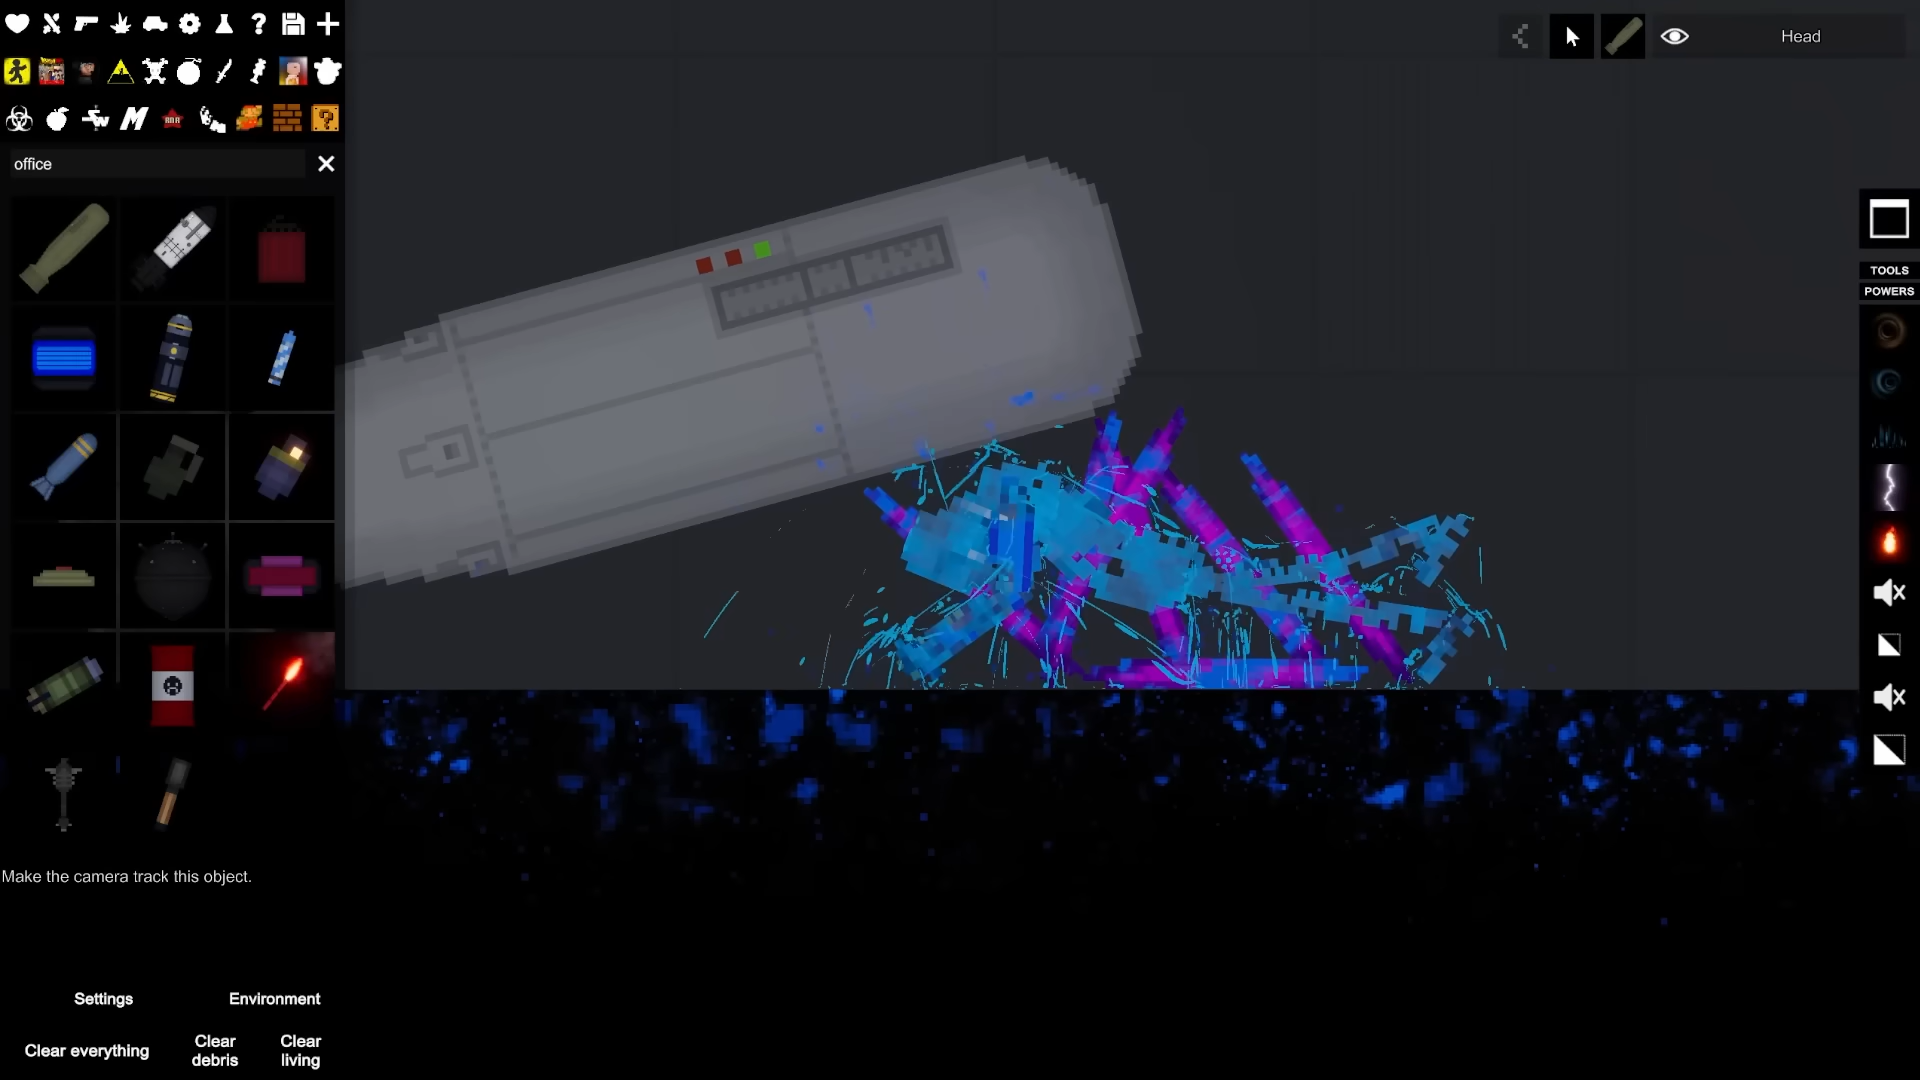 Head
office
TOOLS
POWERS
Make the camera track this object.
Settings
Environment
Clear everything
Clear
debris
Clear
living